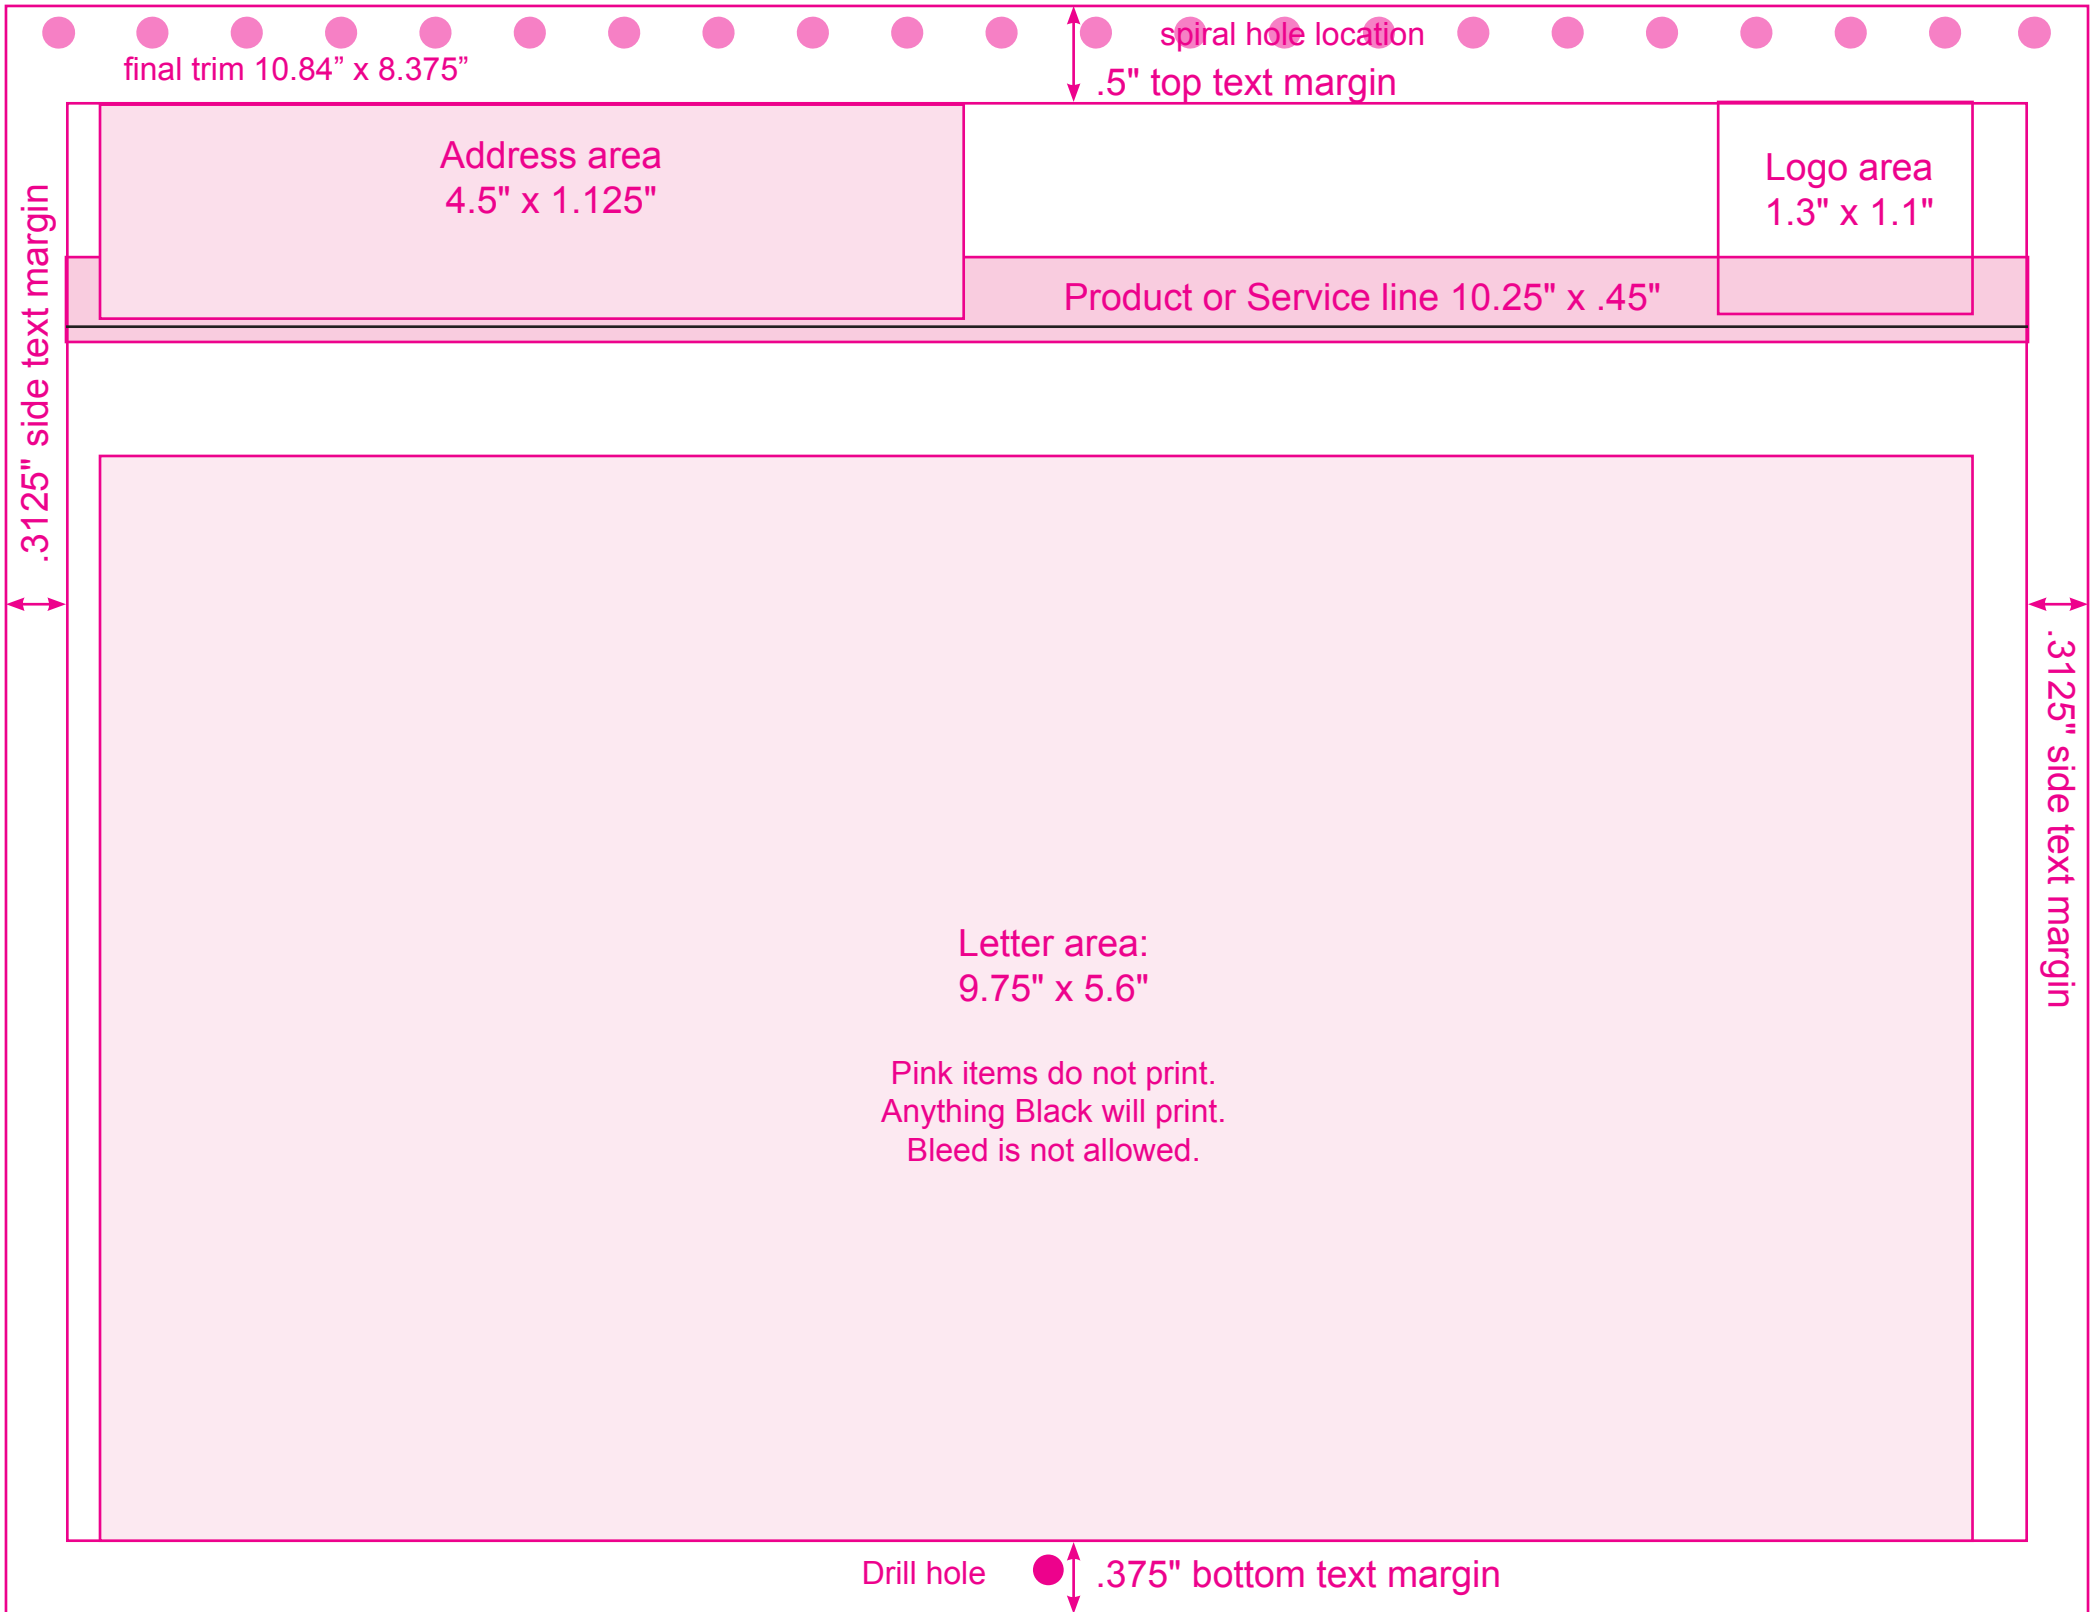 spiral hole location
final trim 10.84” x 8.375”
.5" top text margin
Address area
4.5" x 1.125"
Logo area
1.3" x 1.1"
Product or Service line 10.25" x .45"
.3125" side text margin
.3125" side text margin
Letter area:
9.75" x 5.6"
Pink items do not print.
Anything Black will print.
Bleed is not allowed.
Drill hole
.375" bottom text margin